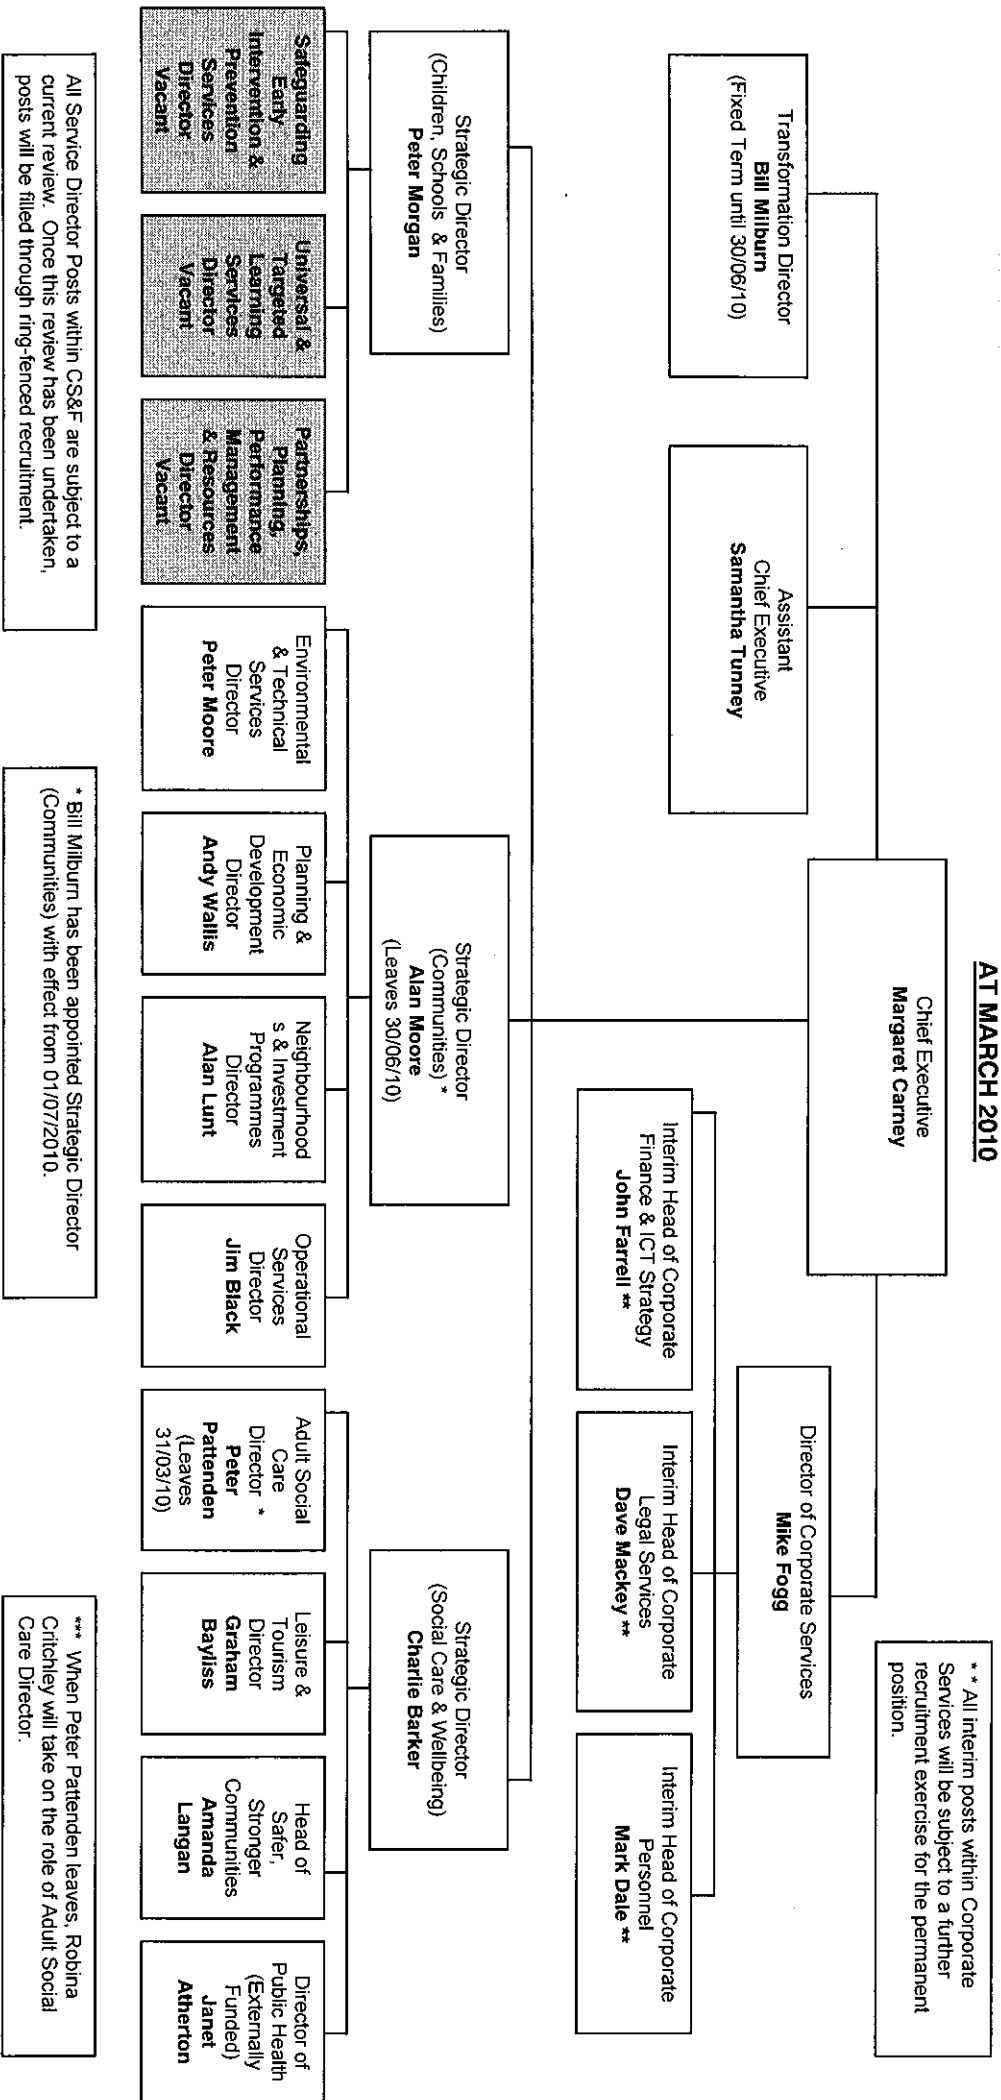 AT MARCH 2010
Chief Executive
Margaret Carney
Transformation Director
Bill Milburn
(Fixed Term until 30/06/10)
Assistant
Chief Executive
Samantha Tunney
Director of Corporate Services
Mike Fogg
* * All interim posts within Corporate
Services will be subject to a further
recruitment exercise for the permanent
position.
Interim Head of Corporate
Finance & ICT Strategy
John Farrell **
Interim Head of Corporate
Legal Services
Dave Mackey **
Interim Head of Corporate
Personnel
Mark Dale **
Strategic Director
(Children, Schools & Families)
Peter Morgan
Strategic Director
(Communities) *
Alan Moore
(Leaves 30/06/10)
Strategic Director
(Social Care & Wellbeing)
Charlie Barker
Safeguarding
Early
Intervention &
Prevention
Services
Director
Vacant
Universal &
Targeted
Learning
Services
Director
Vacant
Partnerships,
Planning,
Performance
Management
& Resources
Director
Vacant
Environmental
& Technical
Services
Director
Peter Moore
Planning &
Economic
Development
Director
Andy Wallis
Neighbourhood
s & Investment
Programmes
Director
Alan Lunt
Operational
Services
Director
Jim Black
Adult Social
Care
Director *
Peter
Pattenden
(Leaves
31/03/10)
Leisure &
Tourism
Director
Graham
Bayliss
Head of
Safer,
Stronger
Communities
Amanda
Langan
Director of
Public Health
(Externally
Funded)
Janet
Atherton
All Service Director Posts within CS&F are subject to a
current review. Once this review has been undertaken,
posts will be filled through ring-fenced recruitment.
* Bill Milburn has been appointed Strategic Director
(Communities) with effect from 01/07/2010.
*** When Peter Pattenden leaves, Robina
Critchley will take on the role of Adult Social
Care Director.